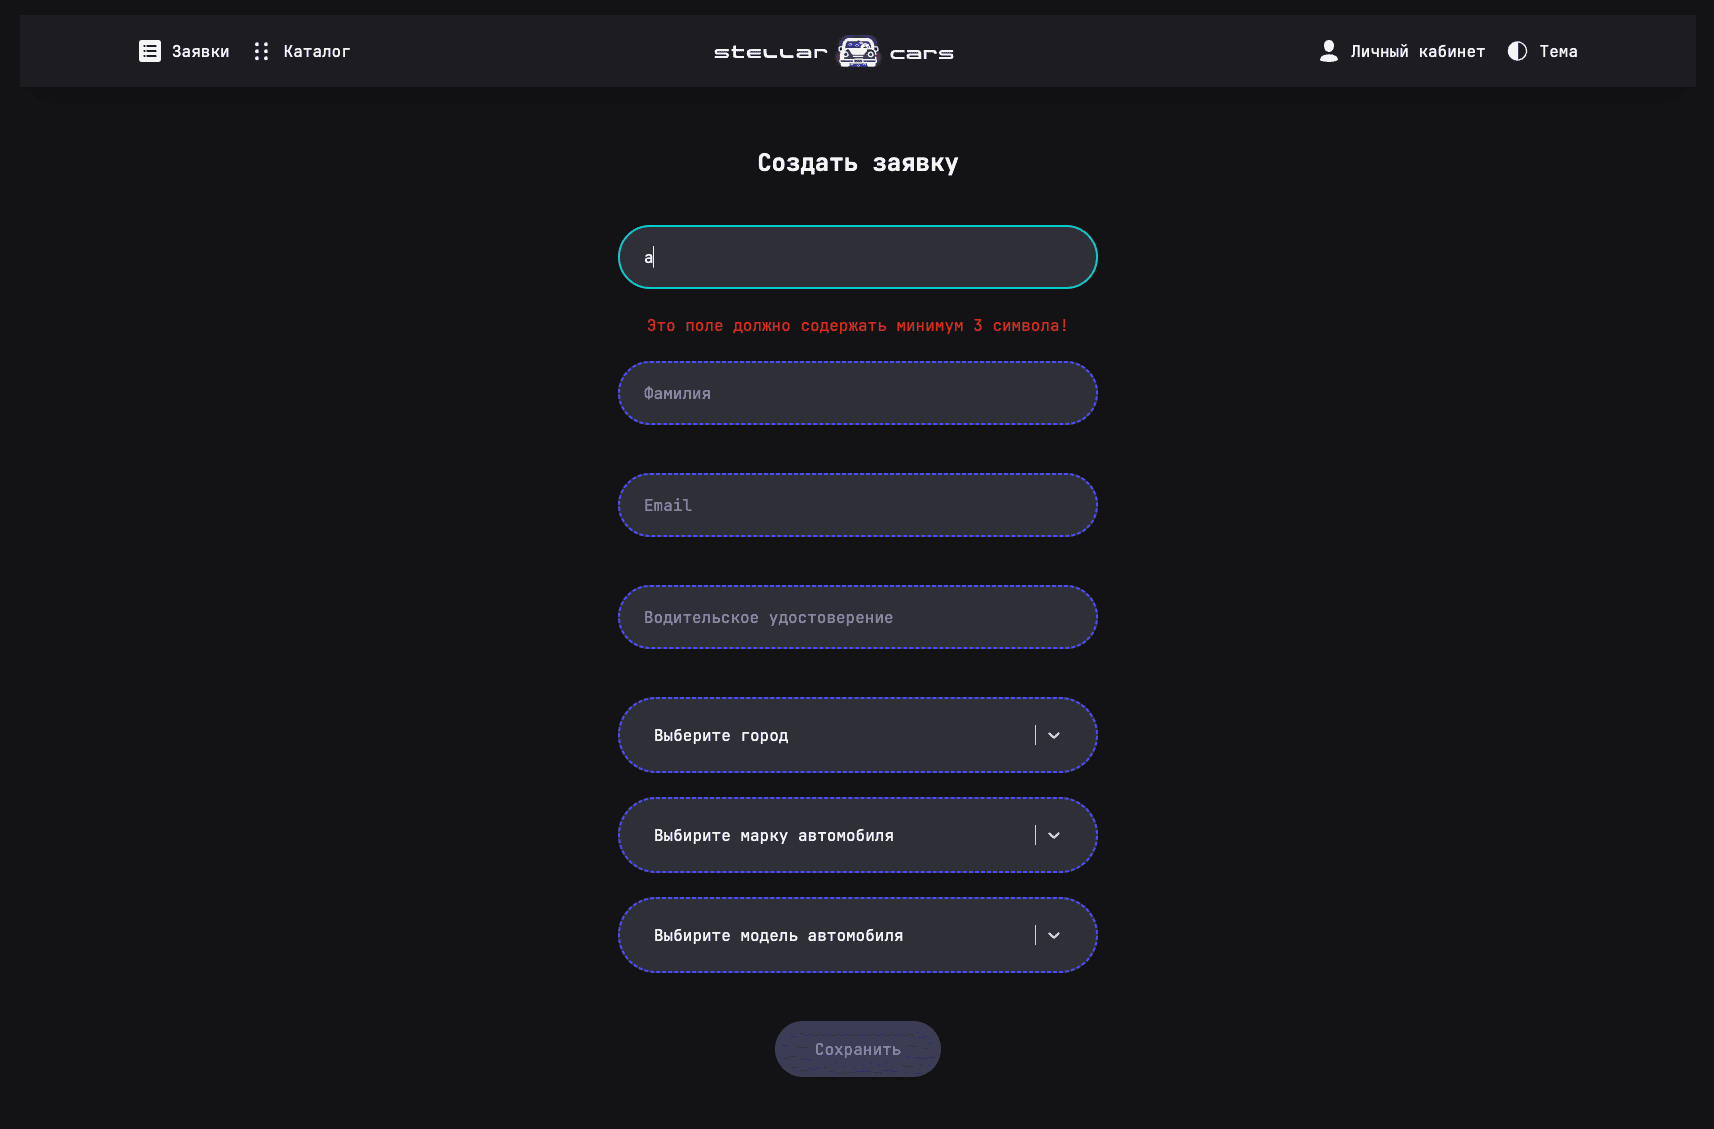 Заявки Каталог stellar cars Личный кабинет Тема
Создать заявку
а
Это поле должно содержать минимум 3 символа!
Фамилия
Email
Водительское удостоверение
Выберите город
Выбирите марку автомобиля
Выбирите модель автомобиля
Сохранить